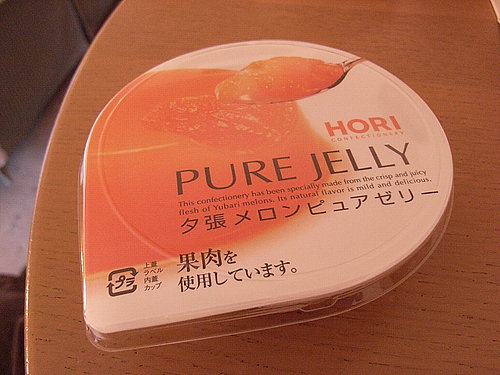 HORI
CONFECTIONERY
PURE JELLY
This confectionery has been specially made from the crisp and juicy
flesh of Yubari melons. Its natural flavor is mild and delicious.
夕張メロンピュアゼリー
果肉を
使用しています。
プラ
上蓋
ラベル
内蓋
カップ